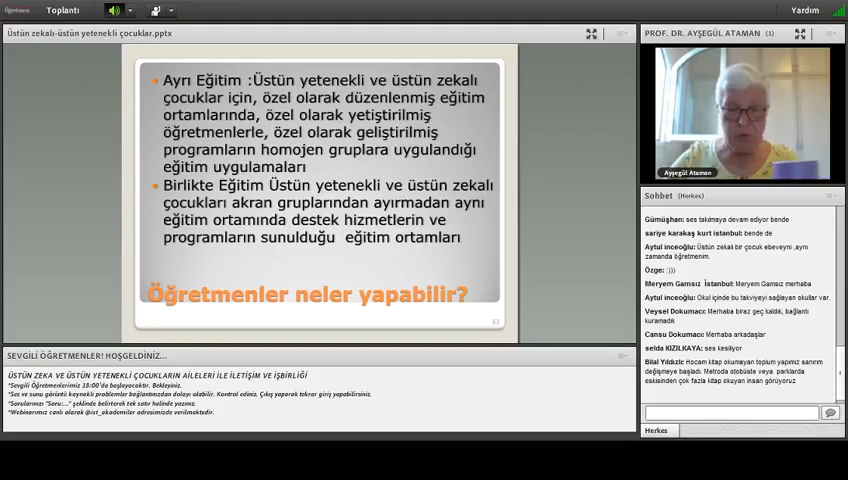 Öğretmen Toplantı Yardım
Üstün zekalı-üstün yetenekli çocuklar.pptx
Ayrı Eğitim :Üstün yetenekli ve üstün zekalı
çocuklar için, özel olarak düzenlenmiş eğitim
ortamlarında, özel olarak yetiştirilmiş
öğretmenlerle, özel olarak geliştirilmiş
programların homojen gruplara uygulandığı
eğitim uygulamaları
Birlikte Eğitim Üstün yetenekli ve üstün zekalı
çocukları akran gruplarından ayırmadan aynı
eğitim ortamında destek hizmetlerin ve
programların sunulduğu eğitim ortamları
Öğretmenler neler yapabilir?
53
SEVGİLİ ÖĞRETMENLER! HOŞGELDİNİZ...
ÜSTÜN ZEKA VE ÜSTÜN YETENEKLİ ÇOCUKLARIN AİLELERİ İLE İLETİŞİM VE İŞBİRLİĞİ
*Sevgili Öğretmenlerimiz 18:00'da başlayacaktır. Bekleyiniz.
*Ses ve sunu görüntü kaynaklı problemler bağlantınızdan dolayı olabilir. Kontrol ediniz. Çıkış yaparak tekrar giriş yapabilirsiniz.
*Sorularınızı "Soru:..." şeklinde belirterek tek satır halinde yazınız.
*Webinarımız canlı olarak @ist_akademiler adresimizde verilmektedir.
PROF. DR. AYŞEGÜL ATAMAN (1)
Ayşegül Ataman
Sohbet (Herkes)
Gümüşhan: ses takılmaya devam ediyor bende
sariye karakaş kurt istanbul: bende de
Aytul inceoğlu: Üstün zekalı bir çocuk ebeveyni ,aynı
zamanda öğretmenim.
Özge: :)))
Meryem Gamsız İstanbul: Meryem Gamsız merhaba
Aytul inceoğlu: Okul içinde bu takviyeyi sağlayan okullar var.
Veysel Dokumacı: Merhaba biraz geç kaldık, bağlantı
kuramadık
Cansu Dokumacı: Merhaba arkadaşlar
selda KIZILKAYA: ses kesiliyor
Bilal Yıldızlı: Hocam kitap okumayan toplum yapımız sanırım
değişmeye başladı. Metroda otobüste veya parklarda
eskisinden çok fazla kitap okuyan insan görüyoruz
Herkes